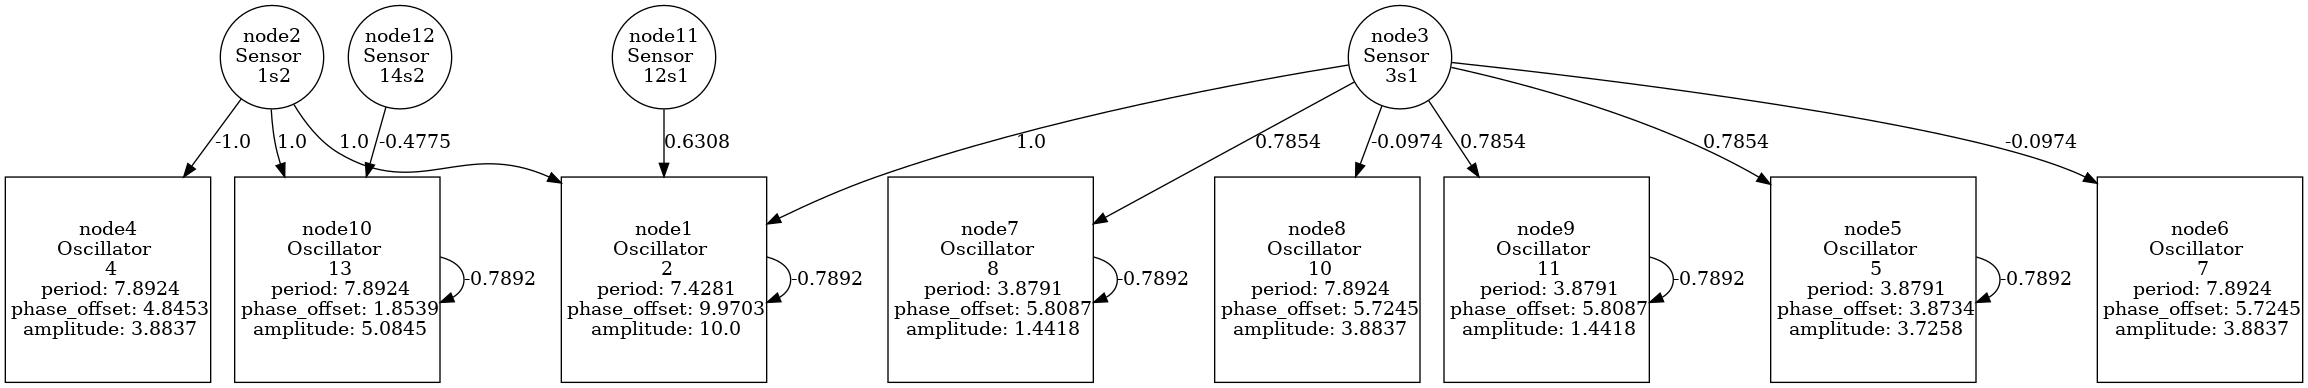 node2
Sensor
1s2
node12
Sensor
14s2
node11
Sensor
12s1
node3
Sensor
3s1
-1.0
1.0
1.0
-0.4775
0.6308
1.0
0.7854
-0.0974
0.7854
0.7854
-0.0974
node4
Oscillator
4
period: 7.8924
phase_offset: 4.8453
amplitude: 3.8837
node10
Oscillator
13
period: 7.8924
phase_offset: 1.8539
amplitude: 5.0845
-0.7892
node1
Oscillator
2
period: 7.4281
phase_offset: 9.9703
amplitude: 10.0
-0.7892
node7
Oscillator
8
period: 3.8791
phase_offset: 5.8087
amplitude: 1.4418
-0.7892
node8
Oscillator
10
period: 7.8924
phase_offset: 5.7245
amplitude: 3.8837
node9
Oscillator
11
period: 3.8791
phase_offset: 5.8087
amplitude: 1.4418
-0.7892
node5
Oscillator
5
period: 3.8791
phase_offset: 3.8734
amplitude: 3.7258
-0.7892
node6
Oscillator
7
period: 7.8924
phase_offset: 5.7245
amplitude: 3.8837